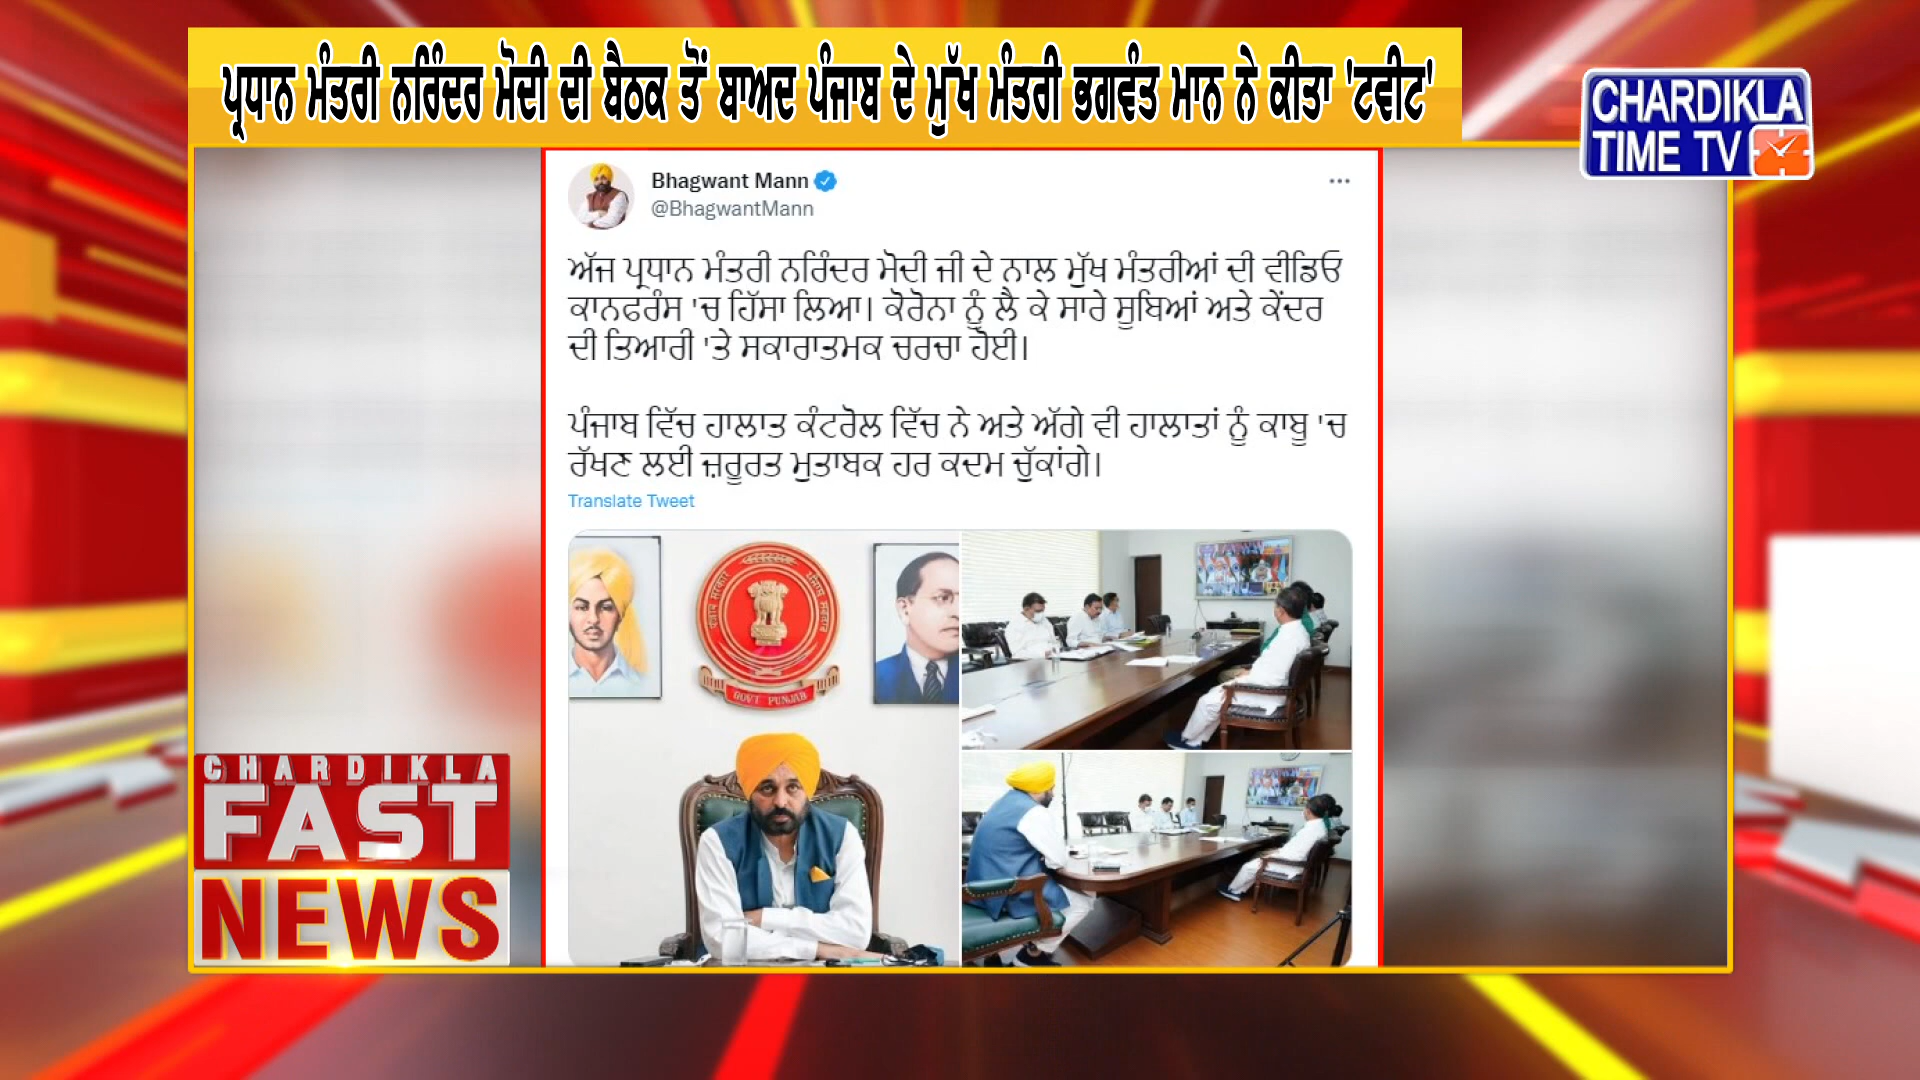 ਪ੍ਰਧਾਨ ਮੰਤਰੀ ਨਰਿੰਦਰ ਮੋਦੀ ਦੀ ਬੈਠਕ ਤੋਂ ਬਾਅਦ ਪੰਜਾਬ ਦੇ ਮੁੱਖ ਮੰਤਰੀ ਭਗਵੰਤ ਮਾਨ ਨੇ ਕੀਤਾ 'ਟਵੀਟ'
CHARDIKLA
TIME TV
Bhagwant Mann
@BhagwantMann
ਅੱਜ ਪ੍ਰਧਾਨ ਮੰਤਰੀ ਨਰਿੰਦਰ ਮੋਦੀ ਜੀ ਦੇ ਨਾਲ ਮੁੱਖ ਮੰਤਰੀਆਂ ਦੀ ਵੀਡਿਓ
ਕਾਨਫਰੰਸ 'ਚ ਹਿੱਸਾ ਲਿਆ। ਕੋਰੋਨਾ ਨੂੰ ਲੈ ਕੇ ਸਾਰੇ ਸੂਬਿਆਂ ਅਤੇ ਕੇਂਦਰ
ਦੀ ਤਿਆਰੀ 'ਤੇ ਸਕਾਰਾਤਮਕ ਚਰਚਾ ਹੋਈ।
ਪੰਜਾਬ ਵਿੱਚ ਹਾਲਾਤ ਕੰਟਰੋਲ ਵਿੱਚ ਨੇ ਅਤੇ ਅੱਗੇ ਵੀ ਹਾਲਾਤਾਂ ਨੂੰ ਕਾਬੂ 'ਚ
ਰੱਖਣ ਲਈ ਜ਼ਰੂਰਤ ਮੁਤਾਬਕ ਹਰ ਕਦਮ ਚੁੱਕਾਂਗੇ।
Translate Tweet
ਪੰਜਾਬ ਸਰਕਾਰ
GOVT PUNJAB
CHARDIKLA
FAST
NEWS